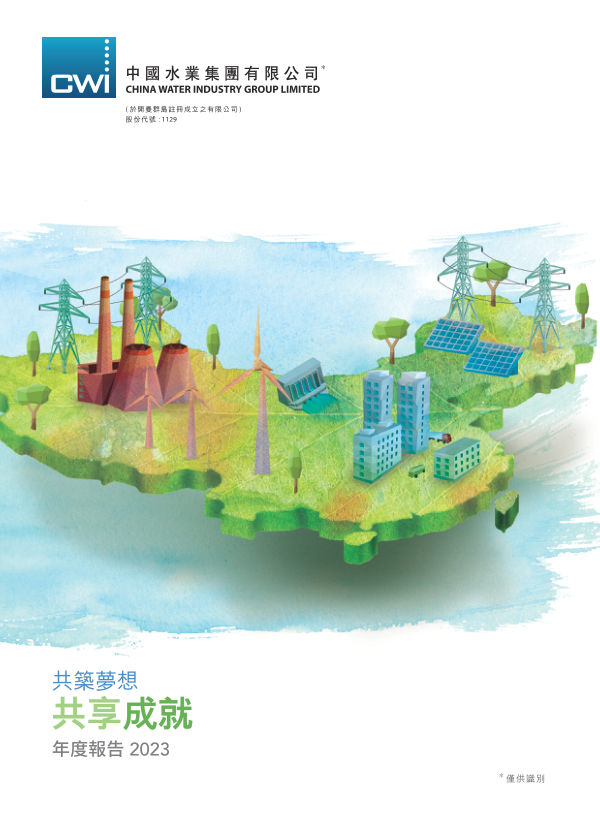 CWi
中國水業集團有限公司*
CHINA WATER INDUSTRY GROUP LIMITED
(於開曼群島註冊成立之有限公司)
股份代號 : 1129
共築夢想
共享成就
年度報告 2023
* 僅供識別